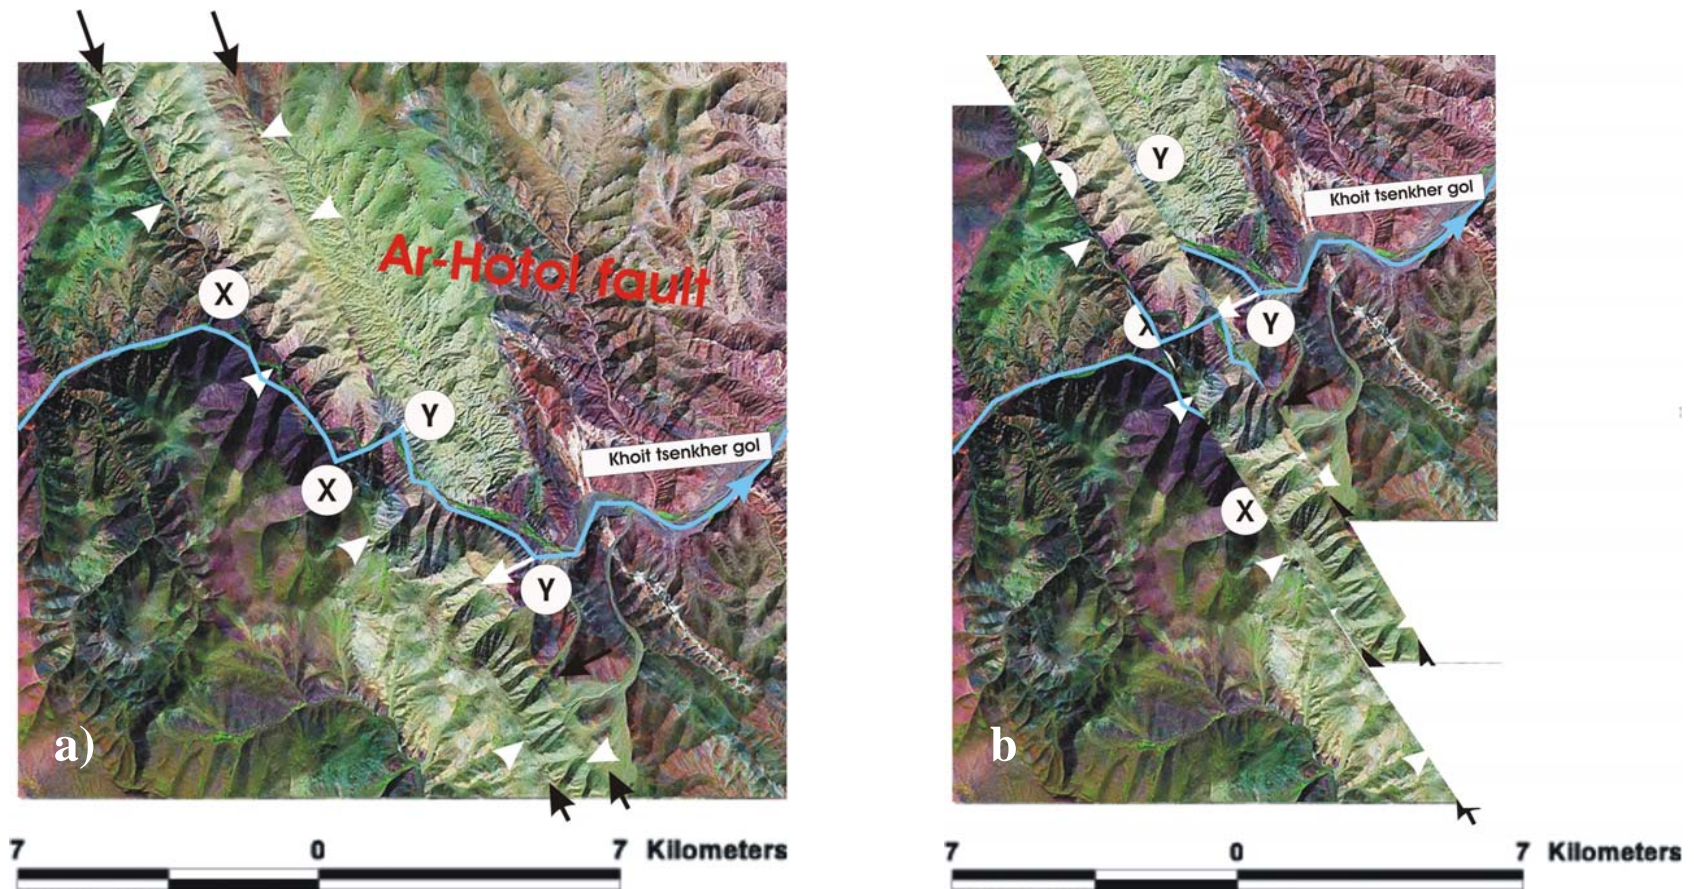 X
Ar-Hotol fault
Y
Khoit tsenkher gol
X
Y
a)
7 0 7 Kilometers
Y
Khoit tsenkher gol
X
Y
X
b
7 0 7 Kilometers